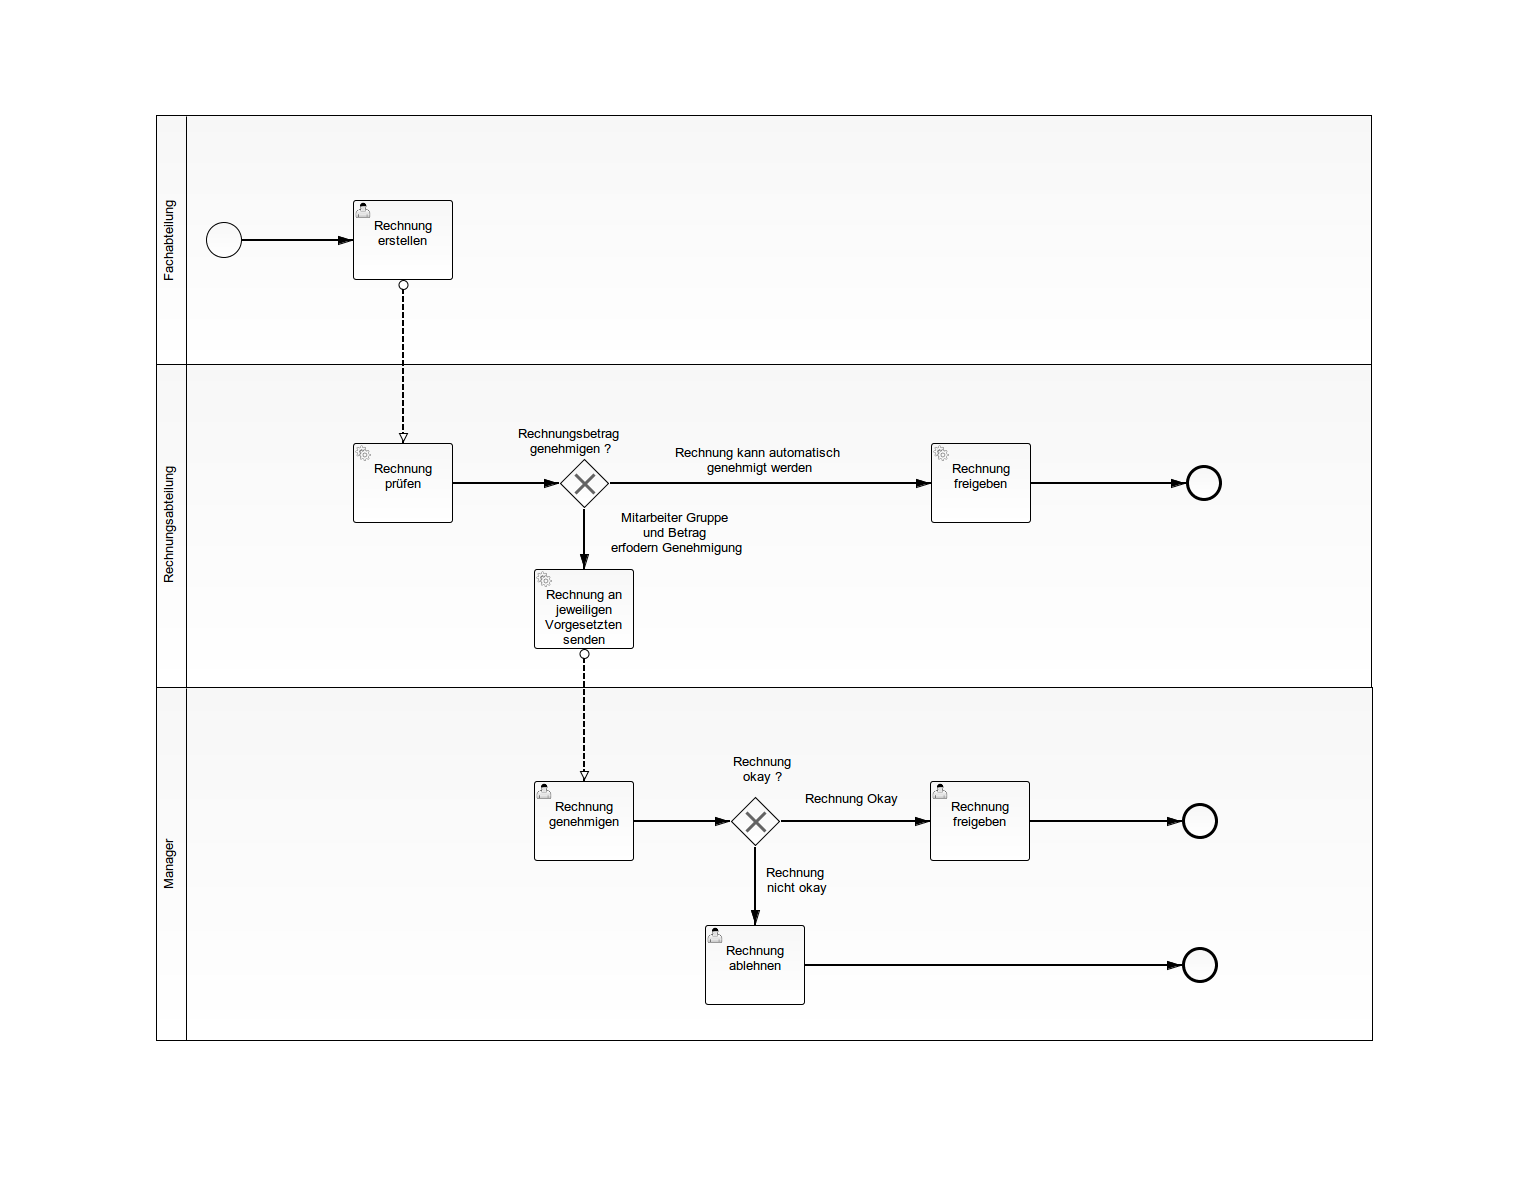 Fachabteilung
Rechnung
erstellen
Rechnungsabteilung
Rechnung
prüfen
Rechnungsbetrag
genehmigen ?
Rechnung kann automatisch
genehmigt werden
Rechnung
freigeben
Mitarbeiter Gruppe
und Betrag
erfodern Genehmigung
Rechnung an
jeweiligen
Vorgesetzten
senden
Manager
Rechnung
genehmigen
Rechnung
okay ?
Rechnung Okay
Rechnung
freigeben
Rechnung
nicht okay
Rechnung
ablehnen